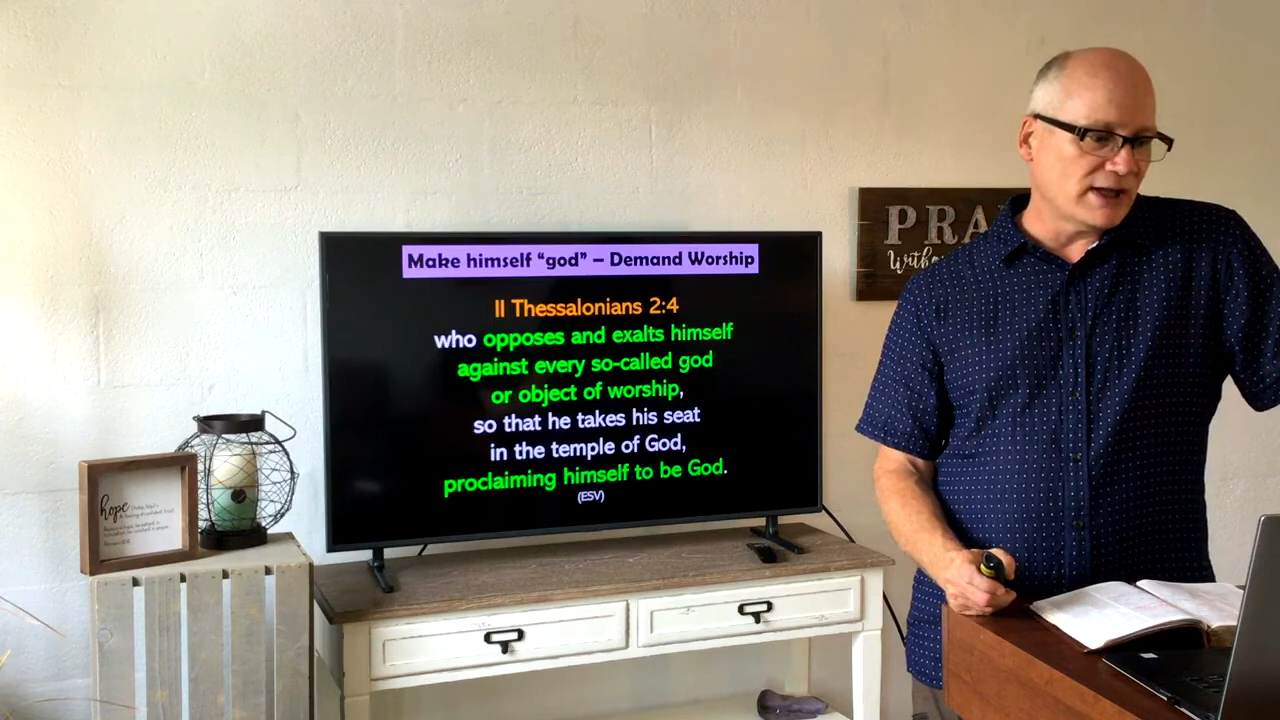 Make himself “god” – Demand Worship
II Thessalonians 2:4
who opposes and exalts himself
against every so-called god
or object of worship,
so that he takes his seat
in the temple of God,
proclaiming himself to be God.
(ESV)
PRA
With
hope